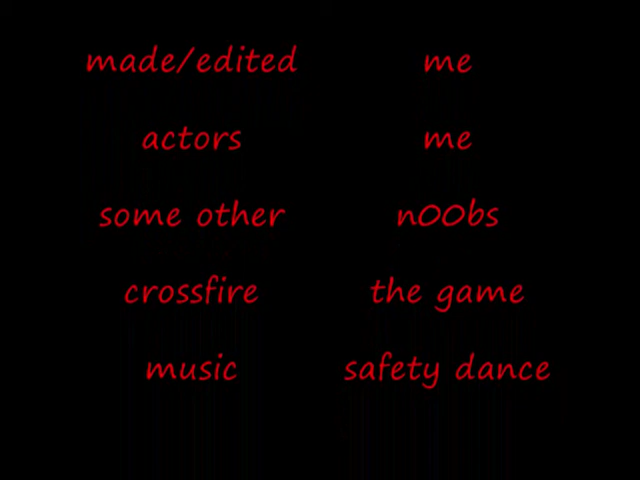 made/edited me
actors me
some other n00bs
crossfire the game
music safety dance